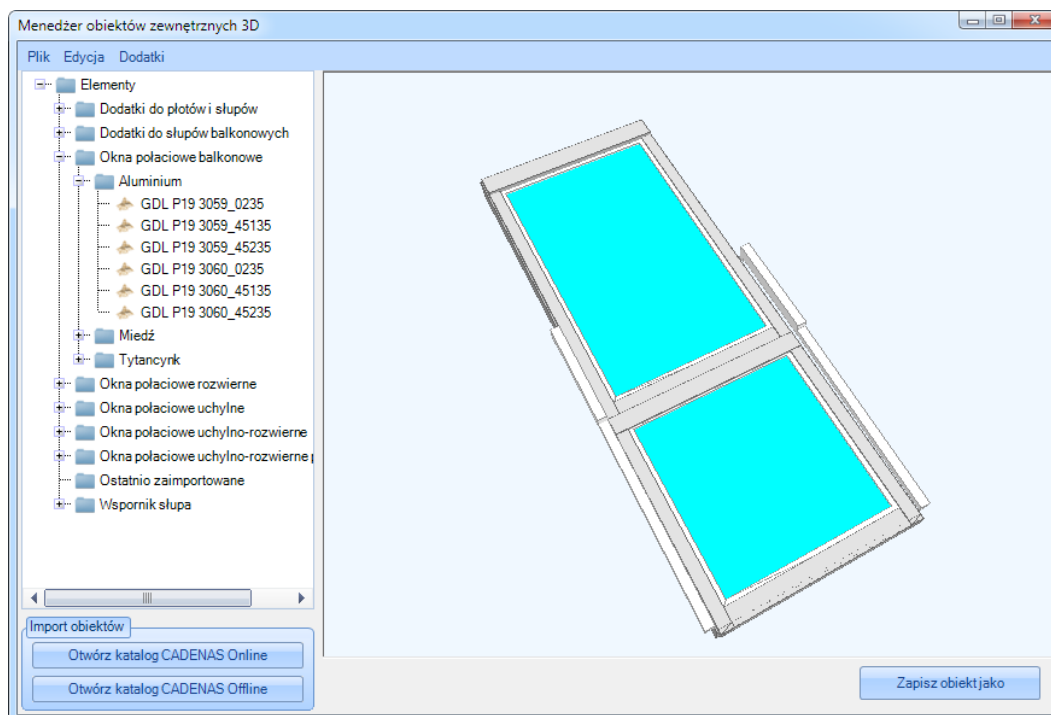 Menedżer obiektów zewnętrznych 3D
Plik Edycja Dodatki
Elementy
Dodatki do płotów i słupów
Dodatki do słupów balkonowych
Okna połaciowe balkonowe
Aluminium
GDL P19 3059_0235
GDL P19 3059_45135
GDL P19 3059_45235
GDL P19 3060_0235
GDL P19 3060_45135
GDL P19 3060_45235
Miedź
Tytancynk
Okna połaciowe rozwierne
Okna połaciowe uchylne
Okna połaciowe uchylno-rozwierne
Okna połaciowe uchylno-rozwierne p
Ostatnio zaimportowane
Wspornik słupa
Import obiektów
Otwórz katalog CADENAS Online
Otwórz katalog CADENAS Offline
Zapisz obiekt jako